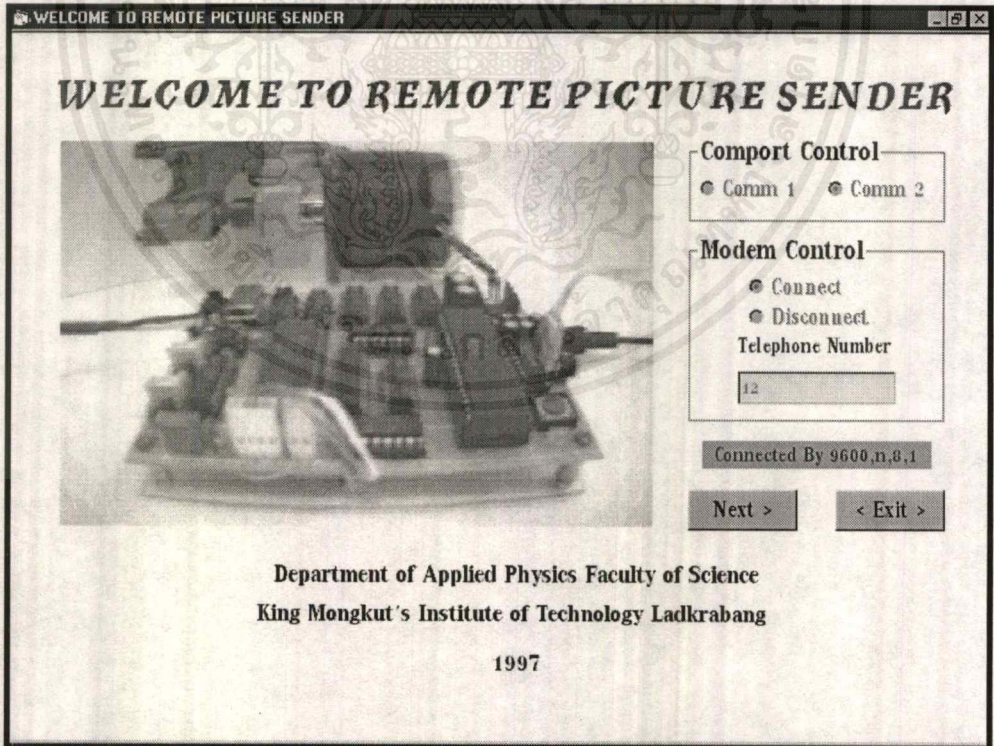 WELCOME TO REMOTE PICTURE SENDER
WELCOME TO REMOTE PICTURE SENDER
Comport Control
Comm 1 Comm 2
Modem Control
Connect
Disconnect
Telephone Number
12
Connected By 9600,n,8,1
Next > < Exit >
Department of Applied Physics Faculty of Science
King Mongkut's Institute of Technology Ladkrabang
1997